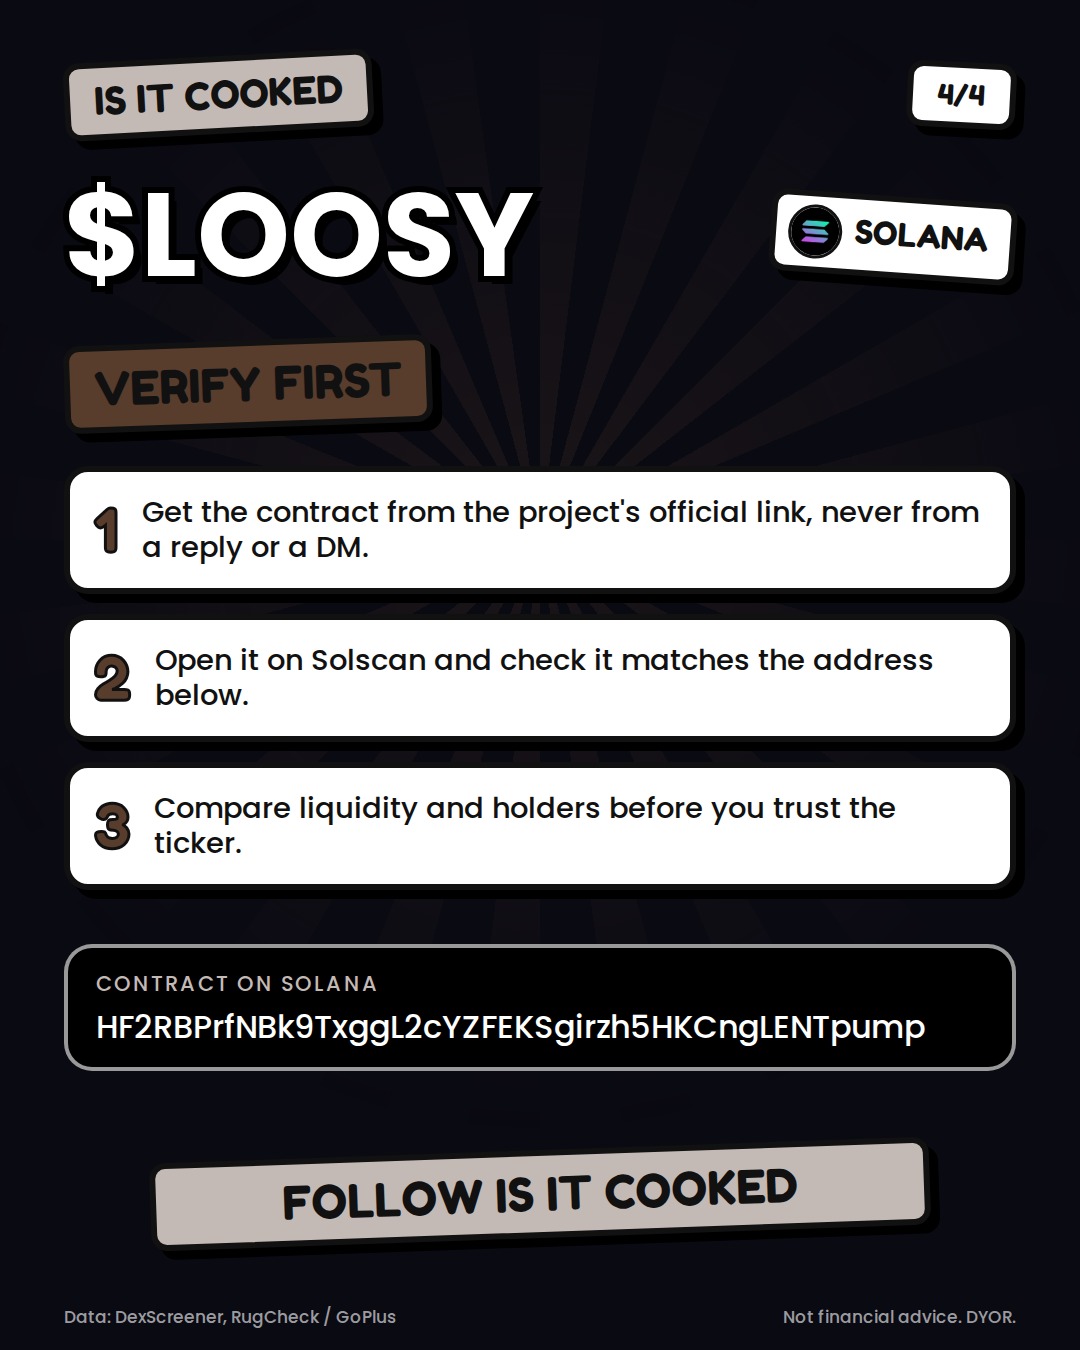 IS IT COOKED
4/4
$LOOSY
SOLANA
VERIFY FIRST
1
Get the contract from the project's official link, never from
a reply or a DM.
2
Open it on Solscan and check it matches the address
below.
3
Compare liquidity and holders before you trust the
ticker.
CONTRACT ON SOLANA
HF2RBPrfNBk9TxggL2cYZFEKSgirzh5HKCngLENTpump
FOLLOW IS IT COOKED
Data: DexScreener, RugCheck / GoPlus
Not financial advice. DYOR.